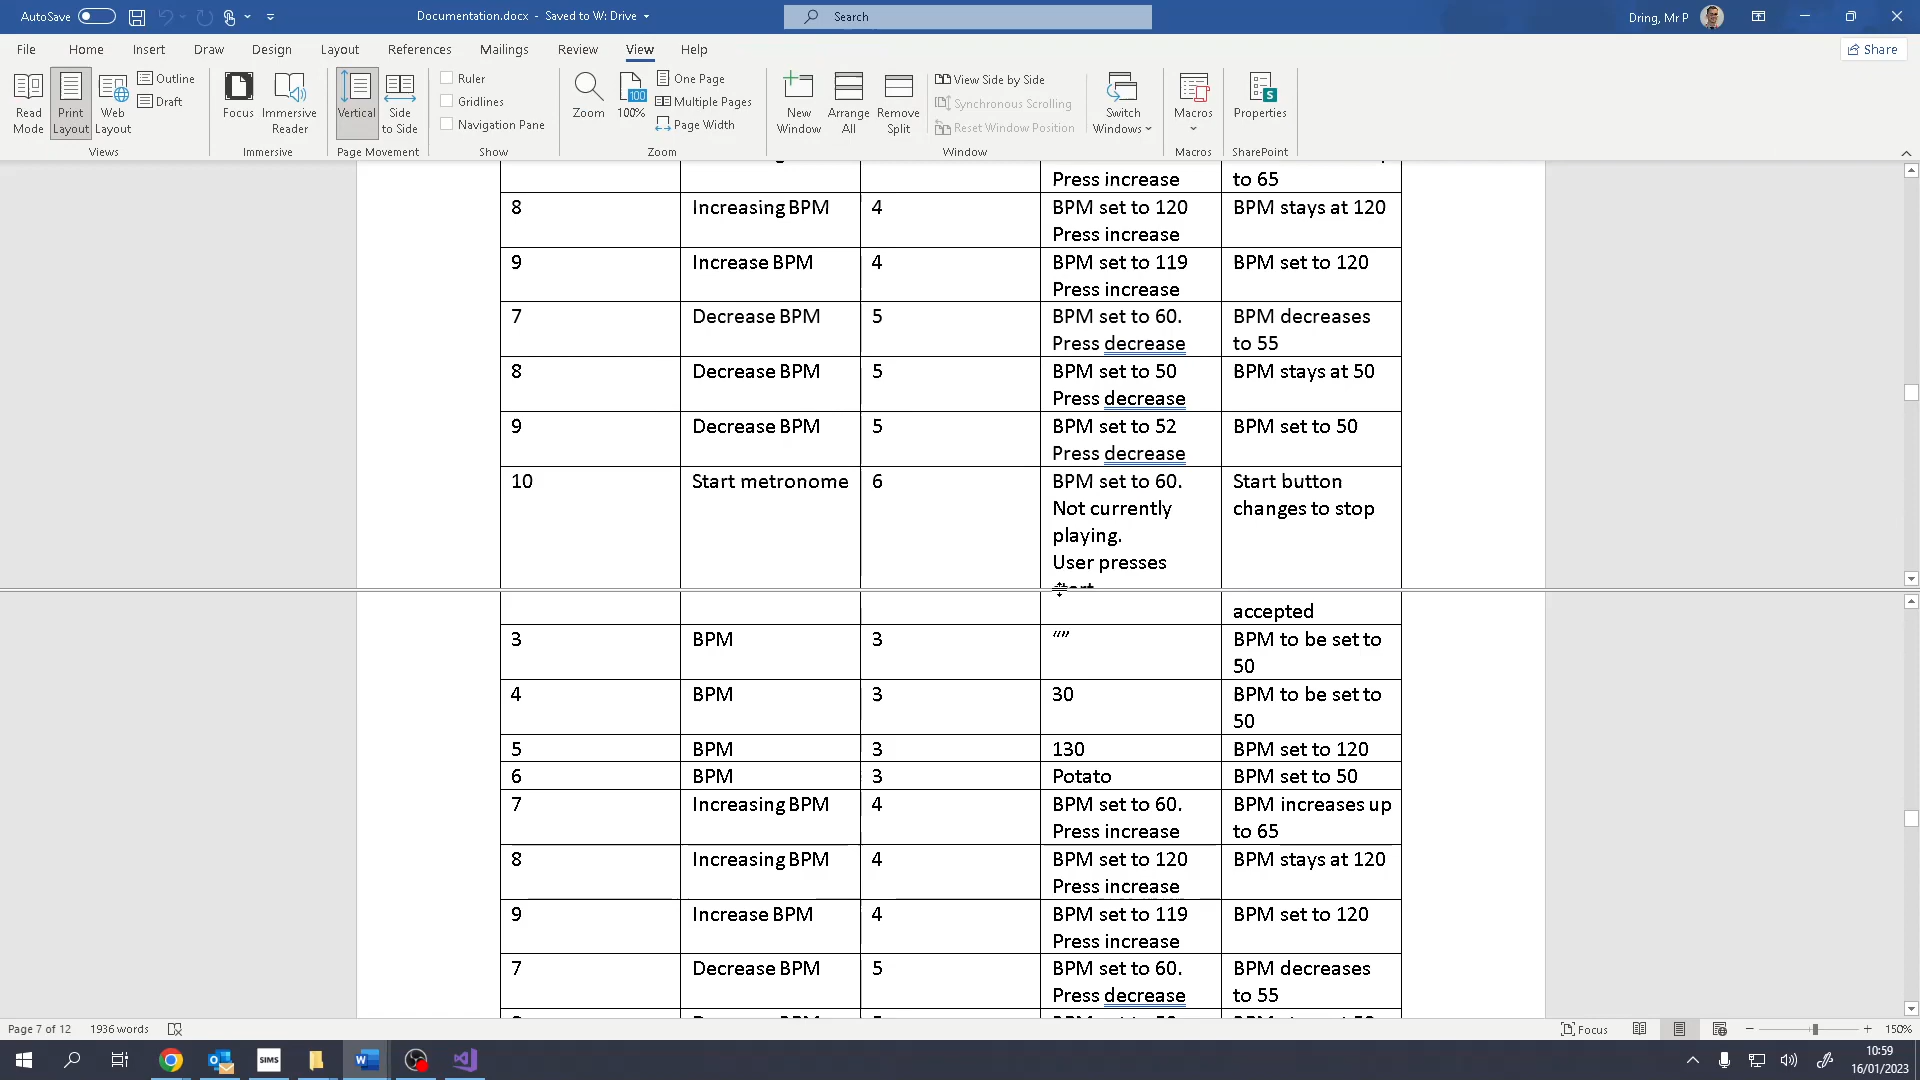 AutoSave
Documentation.docx - Saved to W: Drive
Search
Dring, Mr P
File Home Insert Draw Design Layout References Mailings Review View Help
Share
Read Mode
Print Layout
Web Layout
Outline
Draft
Views
Focus
Immersive Reader
Immersive
Vertical
Side to Side
Page Movement
Ruler
Gridlines
Navigation Pane
Show
Zoom
100
100%
One Page
Multiple Pages
Page Width
Zoom
New Window
Arrange All
Remove Split
View Side by Side
Synchronous Scrolling
Reset Window Position
Switch Windows
Window
Macros
Macros
Properties
SharePoint
Press increase to 65
8 Increasing BPM 4 BPM set to 120 BPM stays at 120
Press increase
9 Increase BPM 4 BPM set to 119 BPM set to 120
Press increase
7 Decrease BPM 5 BPM set to 60. BPM decreases
Press decrease to 55
8 Decrease BPM 5 BPM set to 50 BPM stays at 50
Press decrease
9 Decrease BPM 5 BPM set to 52 BPM set to 50
Press decrease
10 Start metronome 6 BPM set to 60. Start button
Not currently changes to stop
playing.
User presses
accepted
3 BPM 3 “” BPM to be set to
50
4 BPM 3 30 BPM to be set to
50
5 BPM 3 130 BPM set to 120
6 BPM 3 Potato BPM set to 50
7 Increasing BPM 4 BPM set to 60. BPM increases up
Press increase to 65
8 Increasing BPM 4 BPM set to 120 BPM stays at 120
Press increase
9 Increase BPM 4 BPM set to 119 BPM set to 120
Press increase
7 Decrease BPM 5 BPM set to 60. BPM decreases
Press decrease to 55
Page 7 of 12 1936 words
Focus
150%
SIMS
10:59
16/01/2023